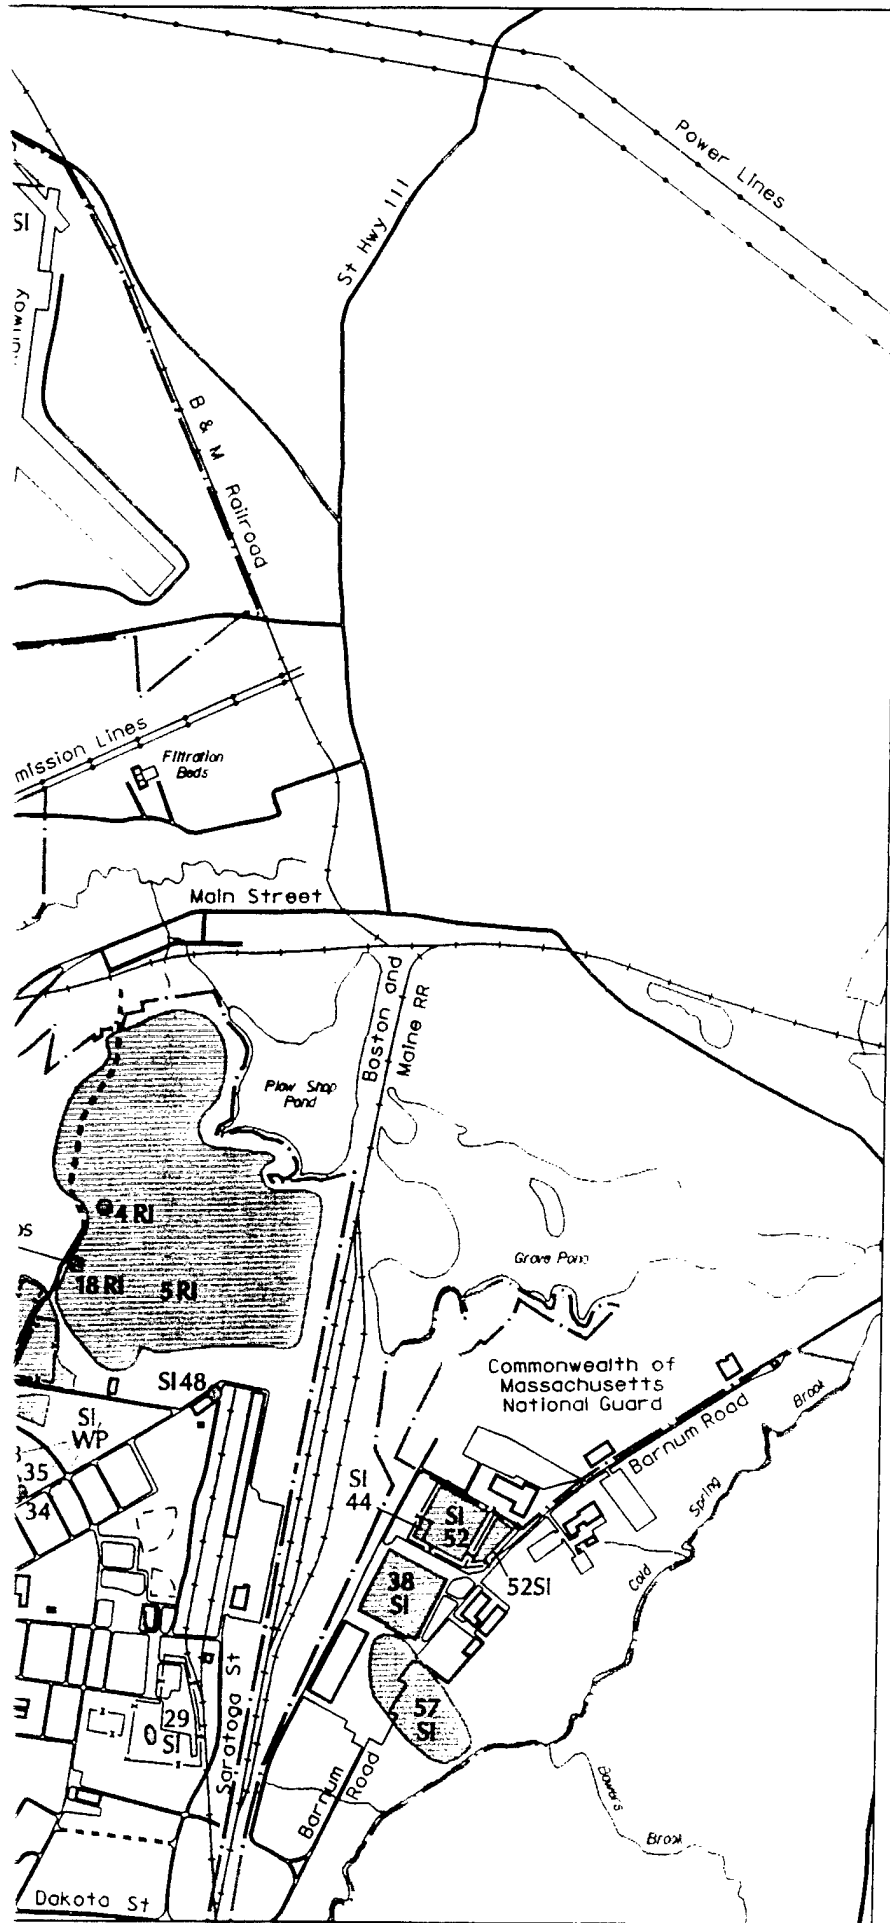 Power Lines
St Hwy 111
SI
B & M Railroad
mission Lines
Filtration
Beds
Main Street
Boston and
Maine RR
Plow Shop
Pond
4 RI
18 RI
5 RI
Grove Pond
Commonwealth of
Massachusetts
National Guard
Barnum Road
Brook
Spring
Cold
SI 48
SI,
WP
35
34
SI
44
SI
52
52SI
38
SI
57
SI
29
SI
Saratoga St
Barnum
Road
Bowers
Brook
Dakota St